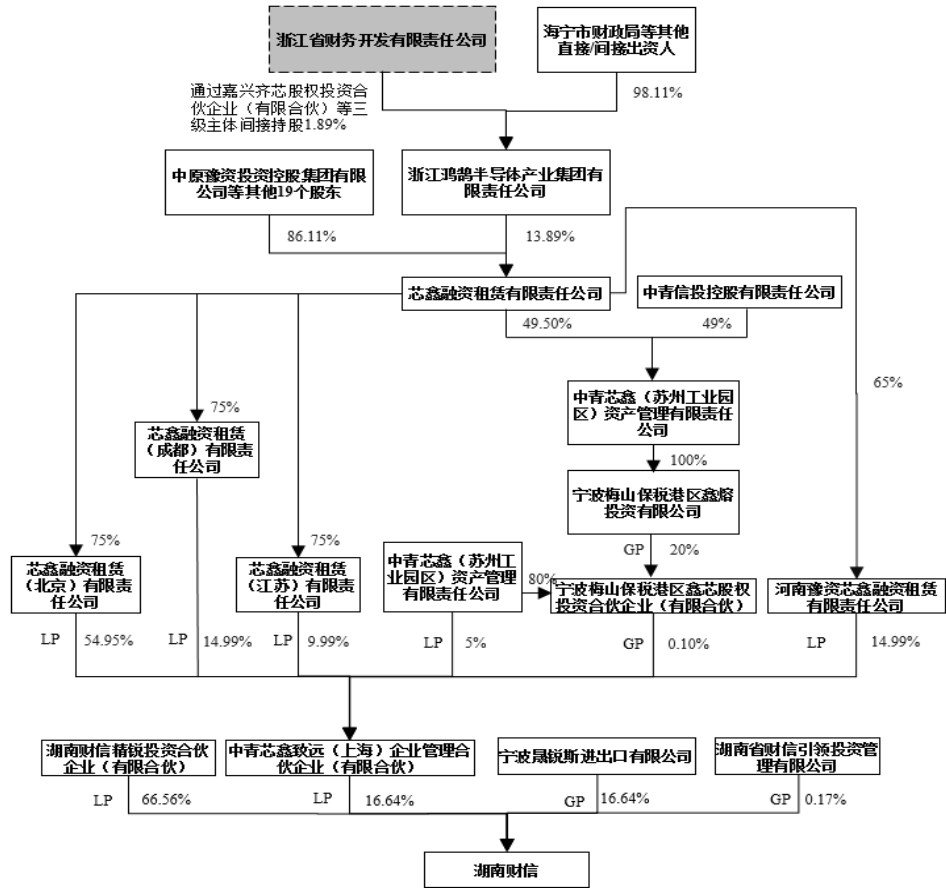 浙江省财务开发有限责任公司
海宁市财政局等其他
直接/间接出资人
通过嘉兴齐芯股权投资合
伙企业（有限合伙）等三
级主体间接持股1.89%
98.11%
中原豫资投资控股集团有限
公司等其他19个股东
浙江鸿鹄半导体产业集团有
限责任公司
86.11%
13.89%
芯鑫融资租赁有限责任公司
中青信投控股有限责任公司
49.50%
49%
65%
中青芯鑫（苏州工业园
区）资产管理有限责任
公司
75%
芯鑫融资租赁
（成都）有限责
任公司
100%
宁波梅山保税港区鑫熔
投资有限公司
75%
75%
GP
20%
芯鑫融资租赁
（北京）有限责
任公司
芯鑫融资租赁
（江苏）有限责
任公司
中青芯鑫（苏州工
业园区）资产管理
有限责任公司
80%
宁波梅山保税港区鑫芯股权
投资合伙企业（有限合伙）
河南豫资芯鑫融资租赁
有限责任公司
LP
54.95%
LP
14.99%
LP
9.99%
LP
5%
GP
0.10%
LP
14.99%
湖南财信精锐投资合伙
企业（有限合伙）
中青芯鑫致远（上海）企业管理合
伙企业（有限合伙）
宁波晟锐斯进出口有限公司
湖南省财信引领投资管
理有限公司
LP
66.56%
LP
16.64%
GP
16.64%
GP
0.17%
湖南财信